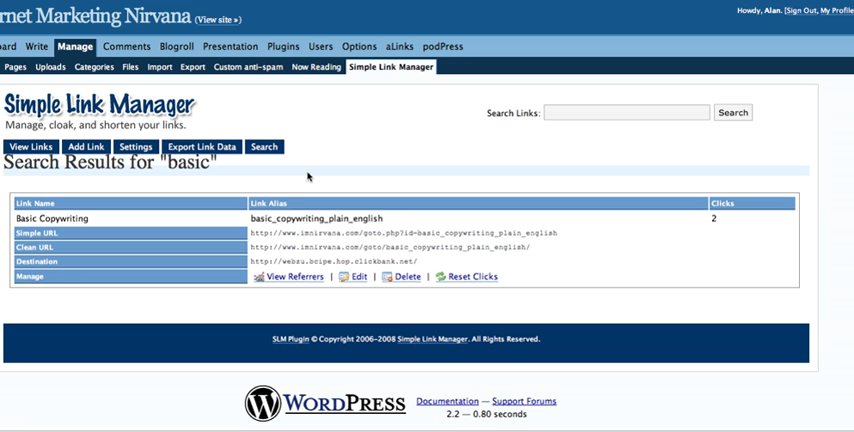 rnet Marketing Nirvana (View site »)
Howdy, Alan. [Sign Out, My Profile
oard Write Manage Comments Blogroll Presentation Plugins Users Options aLinks podPress
Pages Uploads Categories Files Import Export Custom anti-spam Now Reading Simple Link Manager
Simple Link Manager
Manage, cloak, and shorten your links.
Search Links: Search
View Links Add Link Settings Export Link Data Search
Search Results for "basic"
Link Name Link Alias Clicks
Basic Copywriting basic_copywriting_plain_english 2
Simple URL http://www.imnirvana.com/goto.php?id=basic_copywriting_plain_english
Clean URL http://www.imnirvana.com/goto/basic_copywriting_plain_english/
Destination http://webzu.bcipe.hop.clickbank.net/
Manage View Referrers | Edit | Delete | Reset Clicks
SLM Plugin © Copyright 2006-2008 Simple Link Manager. All Rights Reserved.
WORDPRESS
Documentation — Support Forums
2.2 — 0.80 seconds